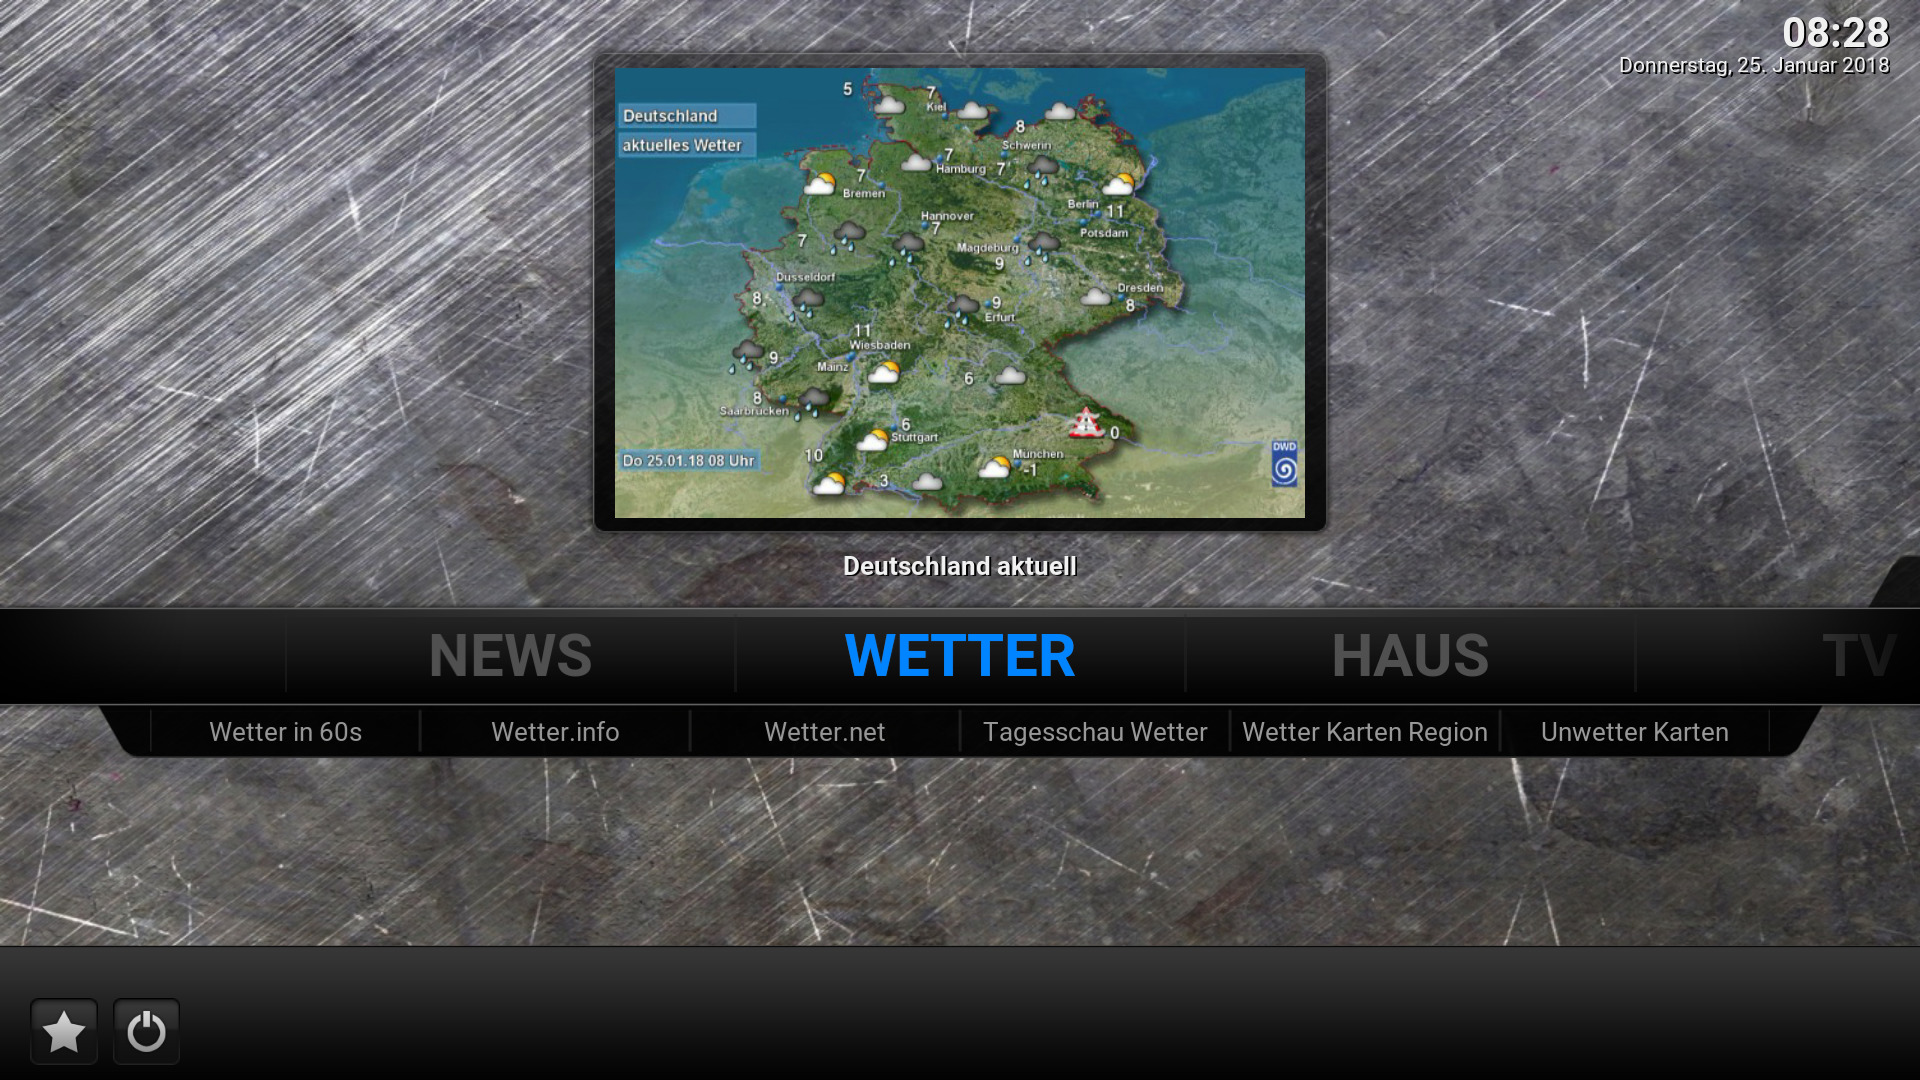 08:28
Donnerstag, 25. Januar 2018
Deutschland
aktuelles Wetter
5
7
Kiel
8
Schwerin
7
Hamburg
7
7
Bremen
Berlin
11
Potsdam
Hannover
7
7
Magdeburg
9
Dusseldorf
8
Dresden
8
9
Erfurt
11
Wiesbaden
9
Mainz
6
8
Saarbrucken
6
Stuttgart
0
10
Munchen
-1
3
Do 25.01.18 08 Uhr
DWD
Deutschland aktuell
NEWS
WETTER
HAUS
TV
Wetter in 60s
Wetter.info
Wetter.net
Tagesschau Wetter
Wetter Karten Region
Unwetter Karten